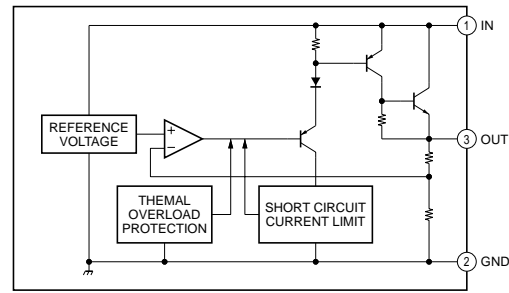 1 IN
REFERENCE
VOLTAGE
+
−
3 OUT
THEMAL
OVERLOAD
PROTECTION
SHORT CIRCUIT
CURRENT LIMIT
2 GND